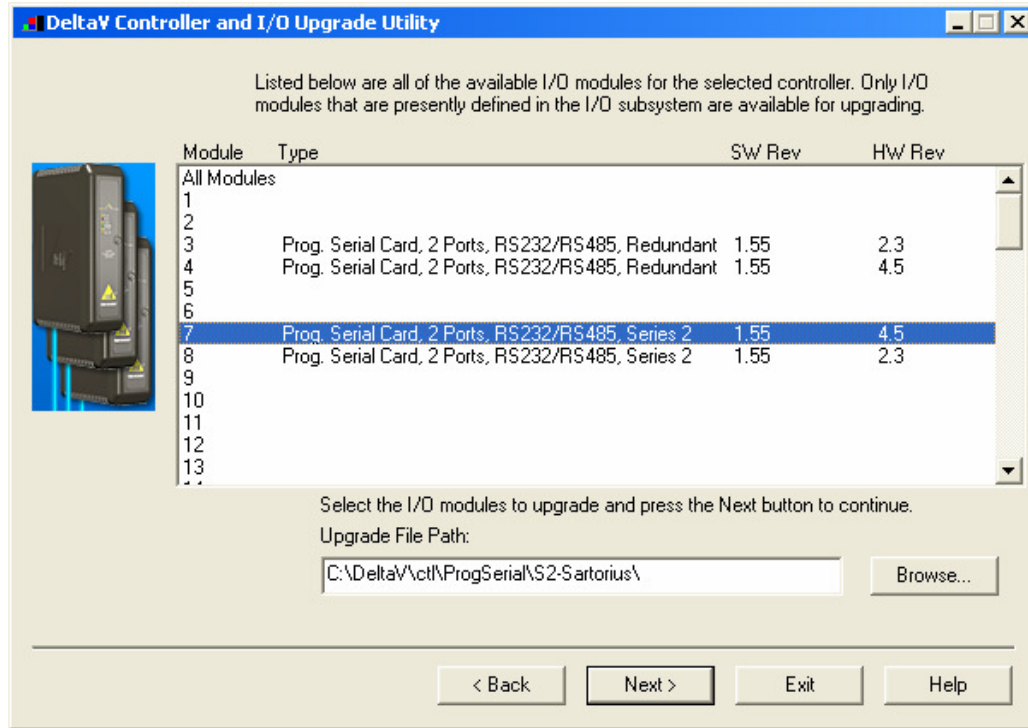 DeltaV Controller and I/O Upgrade Utility
Listed below are all of the available I/O modules for the selected controller. Only I/O
modules that are presently defined in the I/O subsystem are available for upgrading.
Module Type SW Rev HW Rev
All Modules
1
2
3 Prog. Serial Card, 2 Ports, RS232/RS485, Redundant 1.55 2.3
4 Prog. Serial Card, 2 Ports, RS232/RS485, Redundant 1.55 4.5
5
6
7 Prog. Serial Card, 2 Ports, RS232/RS485, Series 2 1.55 4.5
8 Prog. Serial Card, 2 Ports, RS232/RS485, Series 2 1.55 2.3
9
10
11
12
13
Select the I/O modules to upgrade and press the Next button to continue.
Upgrade File Path:
C:\DeltaV\ctl\ProgSerial\S2-Sartorius\
Browse...
< Back Next > Exit Help